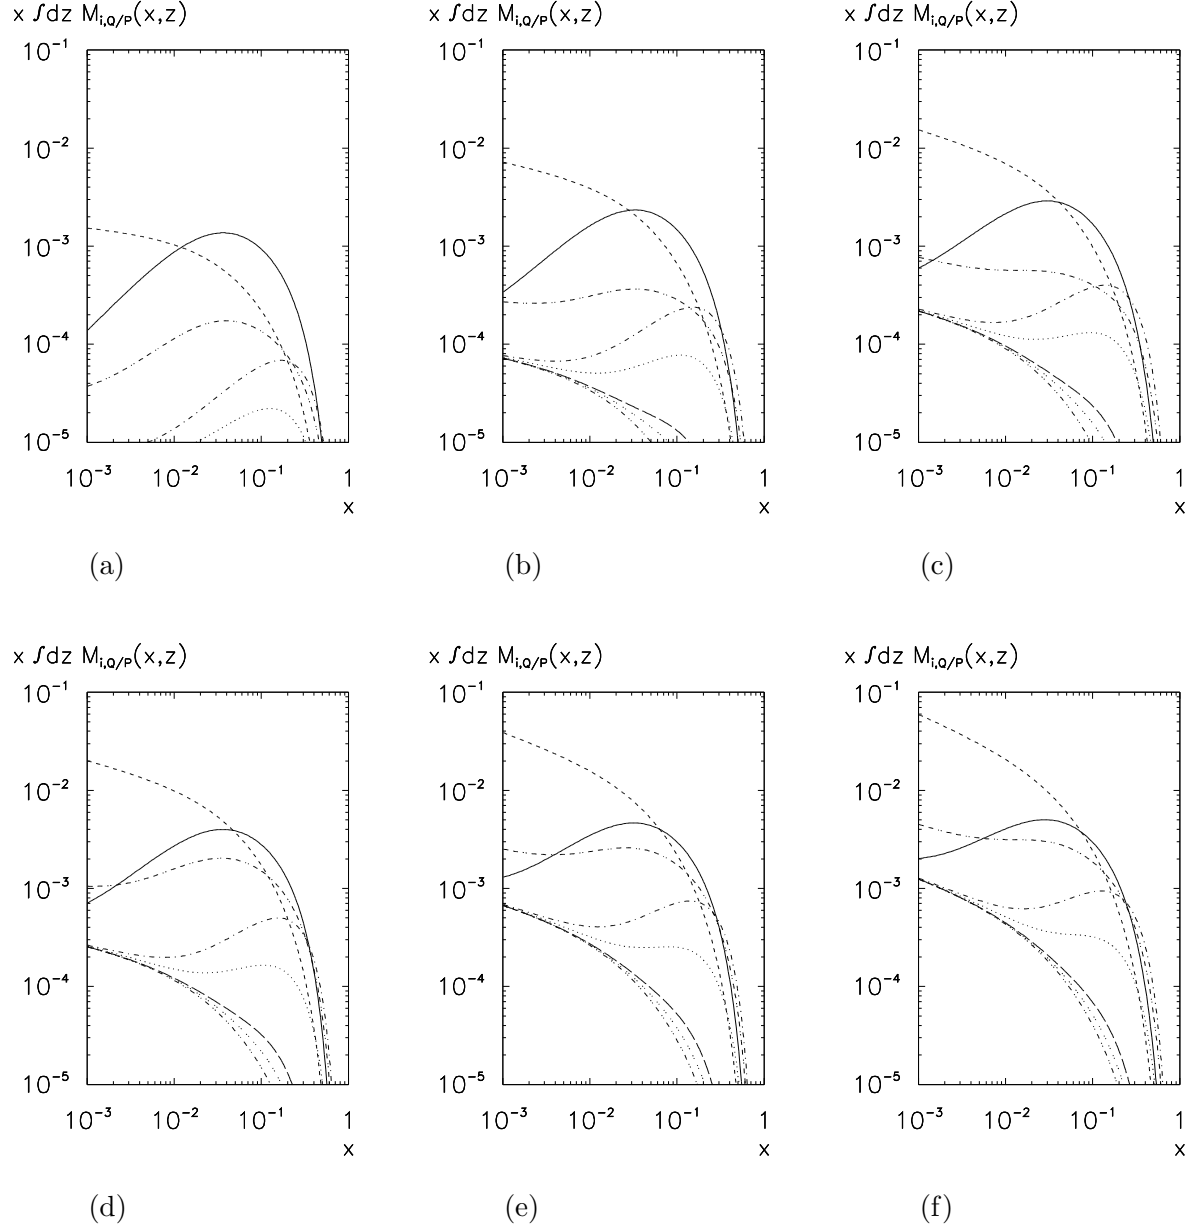 x ∫dz M_{i,Q/P}(x,z) x ∫dz M_{i,Q/P}(x,z) x ∫dz M_{i,Q/P}(x,z)
10^{-1} 10^{-1} 10^{-1}
10^{-2} 10^{-2} 10^{-2}
10^{-3} 10^{-3} 10^{-3}
10^{-4} 10^{-4} 10^{-4}
10^{-5} 10^{-5} 10^{-5}
10^{-3} 10^{-2} 10^{-1} 1 10^{-3} 10^{-2} 10^{-1} 1 10^{-3} 10^{-2} 10^{-1} 1
x x x
(a) (b) (c)
x ∫dz M_{i,Q/P}(x,z) x ∫dz M_{i,Q/P}(x,z) x ∫dz M_{i,Q/P}(x,z)
10^{-1} 10^{-1} 10^{-1}
10^{-2} 10^{-2} 10^{-2}
10^{-3} 10^{-3} 10^{-3}
10^{-4} 10^{-4} 10^{-4}
10^{-5} 10^{-5} 10^{-5}
10^{-3} 10^{-2} 10^{-1} 1 10^{-3} 10^{-2} 10^{-1} 1 10^{-3} 10^{-2} 10^{-1} 1
x x x
(d) (e) (f)